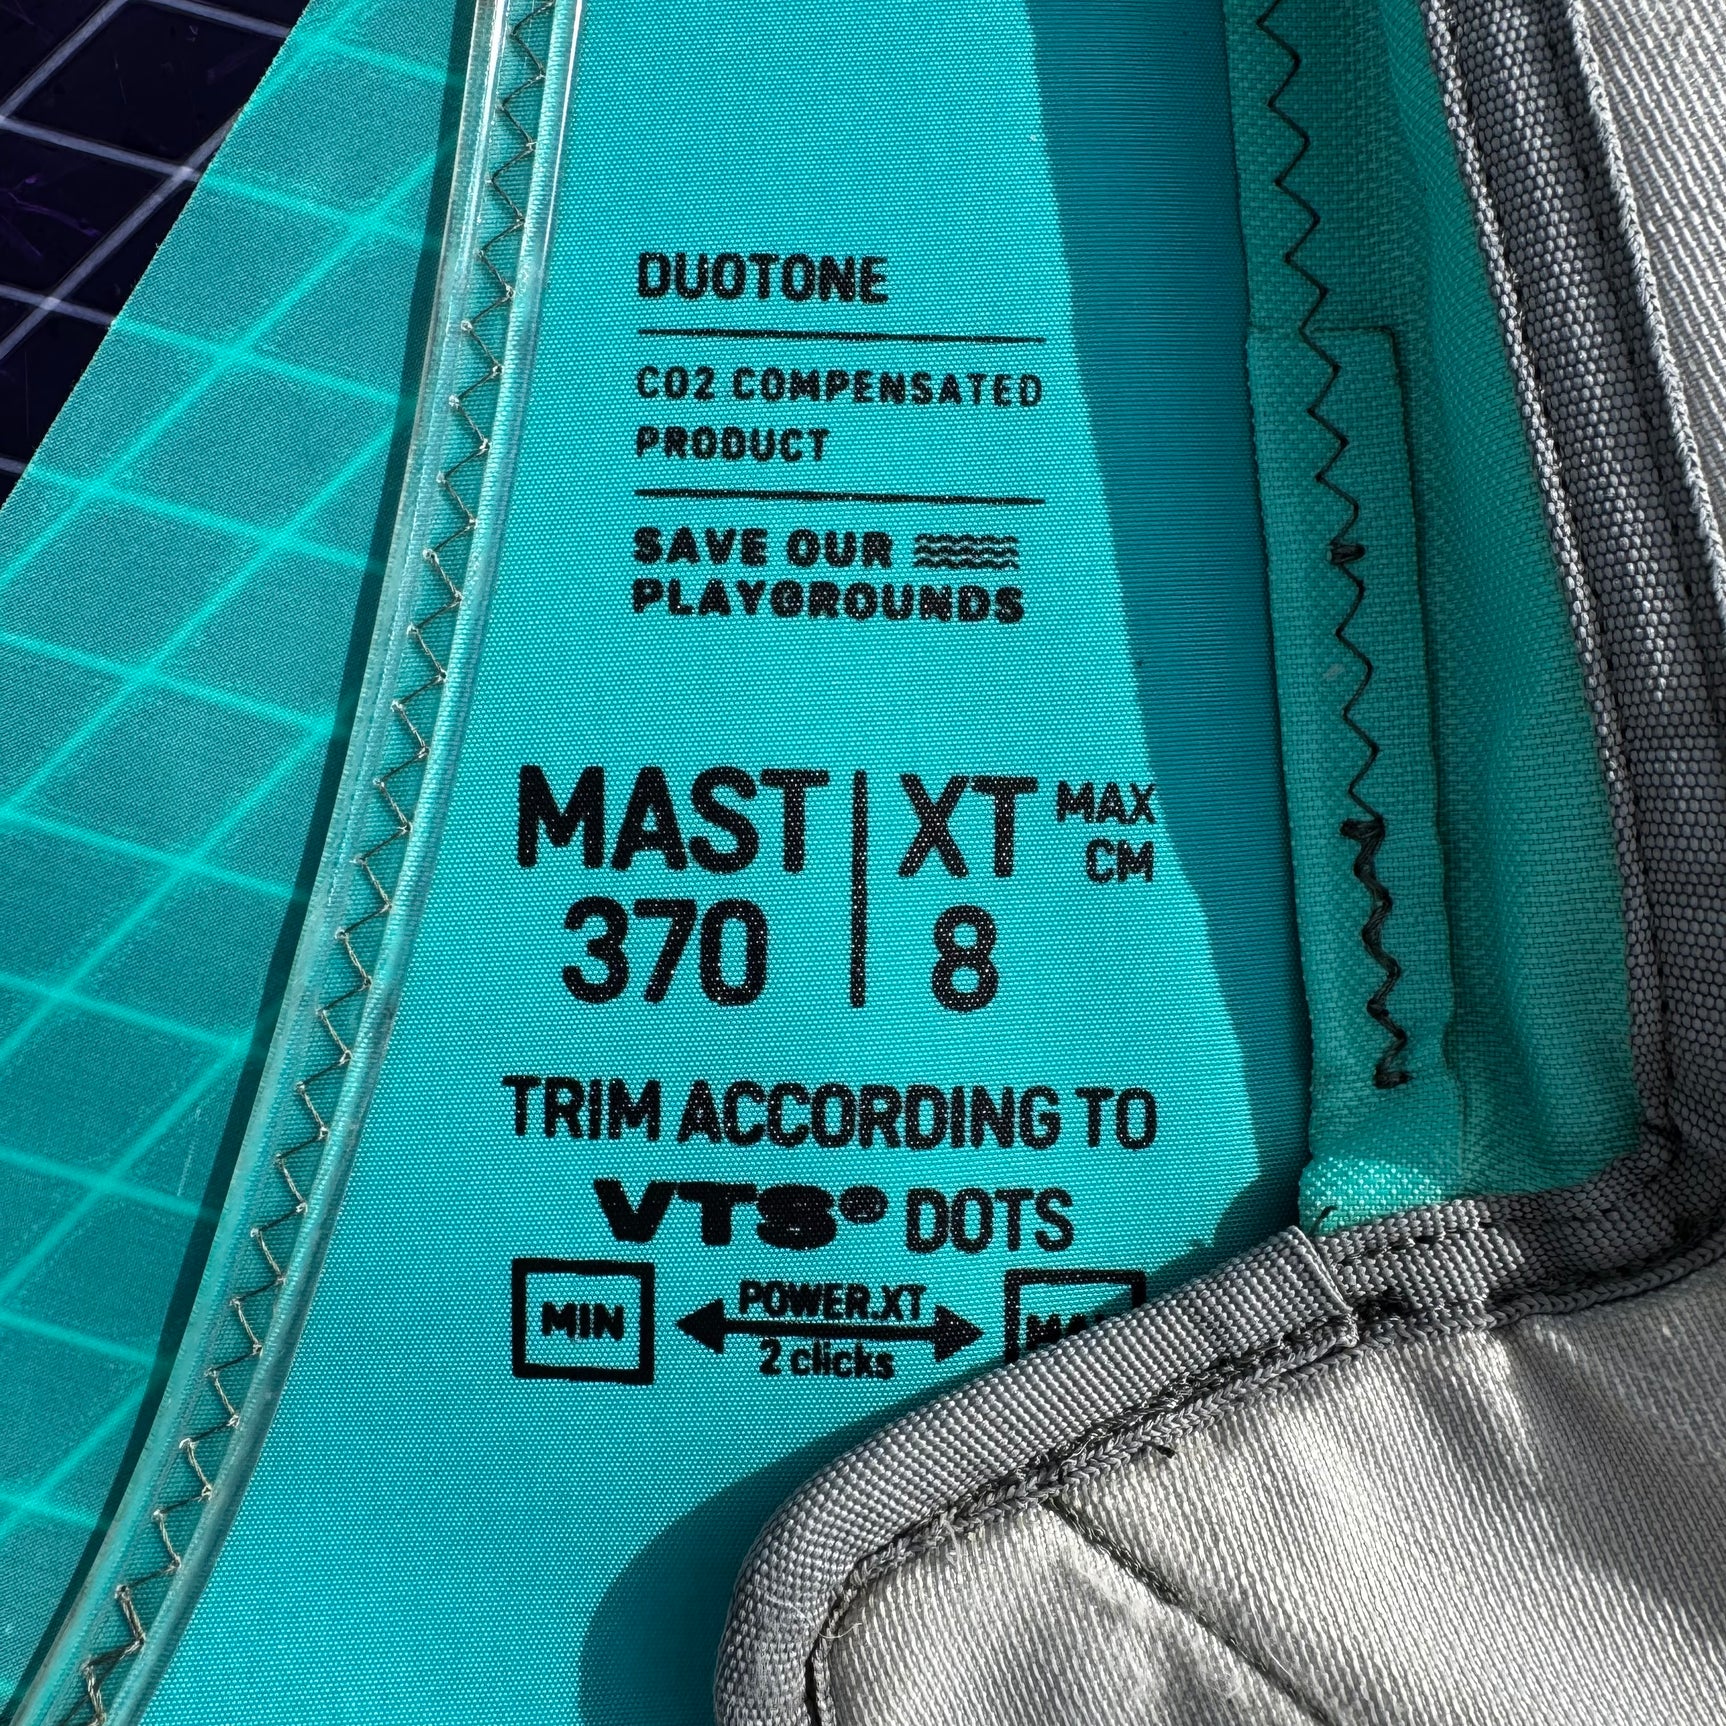 DUOTONE
CO2 COMPENSATED
PRODUCT
SAVE OUR
PLAYGROUNDS
MAST | XT MAX CM
370 | 8
TRIM ACCORDING TO
VTS® DOTS
MIN POWER.XT
2 clicks